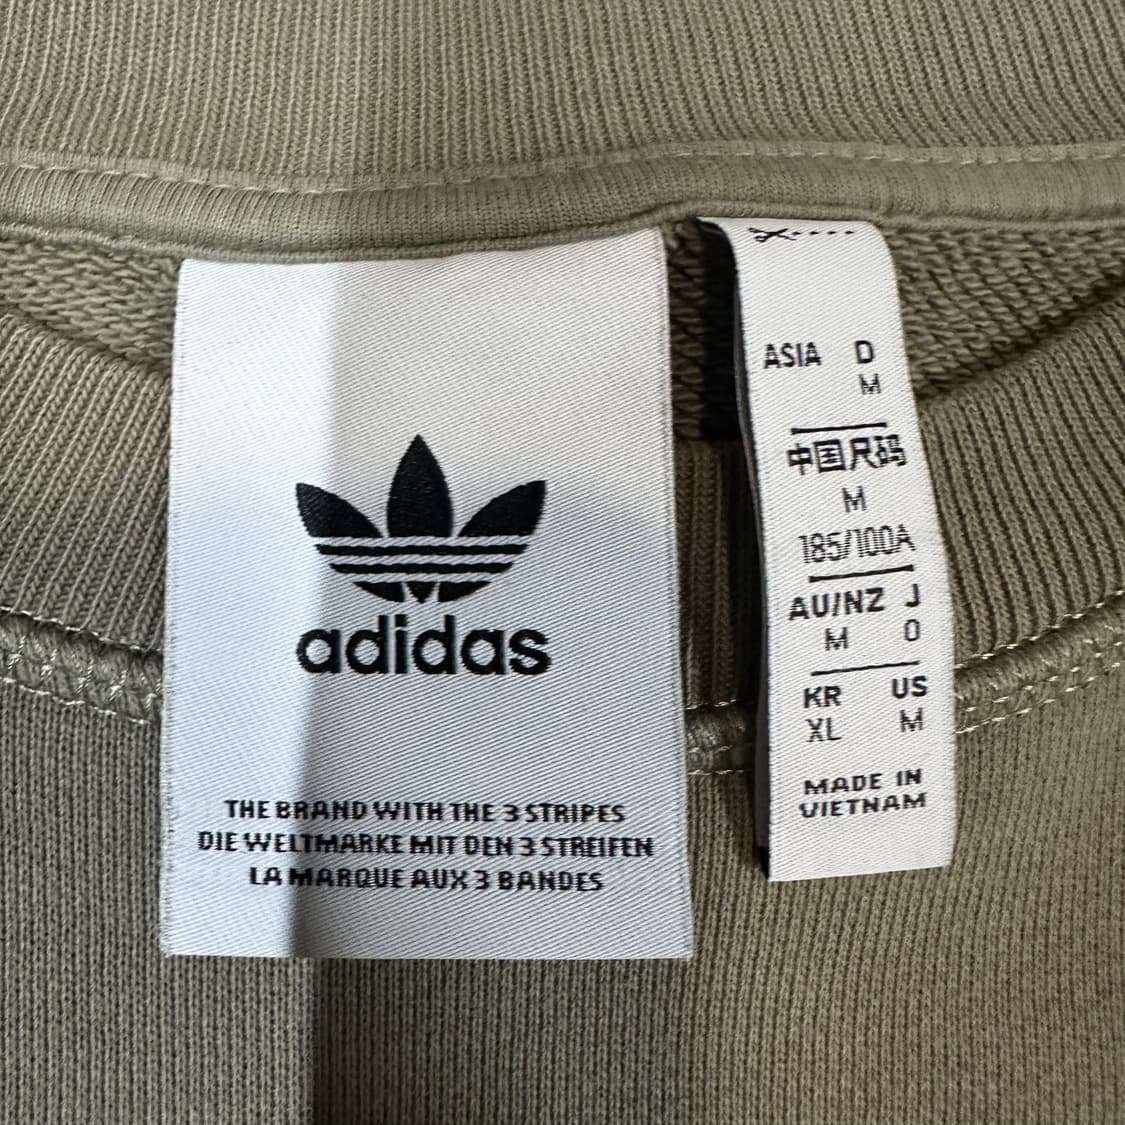 adidas
THE BRAND WITH THE 3 STRIPES
DIE WELTMARKE MIT DEN 3 STREIFEN
LA MARQUE AUX 3 BANDES
ASIA D
M
中国尺码
M
185/100A
AU/NZ J
M O
KR US
XL M
MADE IN
VIETNAM